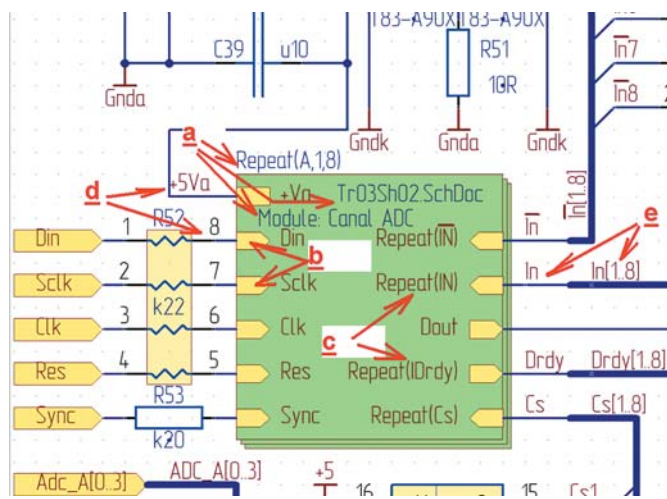 T83-A90X T83-A90X
C39 u10
R51
10R
Gnda
Gndk Gnda Gndk
In7
In8
2
a
Repeat(A,1,8)
d
+5Va
+Va
Tr03Sh02.SchDoc
Module: Canal ADC
In[1..8]
e
R52
Din 1 8 Din Repeat(IN) In
b
Sclk 2 7 Sclk Repeat(IN) In In[1..8]
k22
Clk 3 6 Clk Dout
c
Res 4 5 Res Repeat(IDrdy) Drdy Drdy[1..8]
R53
Sync Sync Repeat(Cs) Cs Cs[1..8]
k20
Adc_A[0..3] ADC_A[0..3] +5 16 15 Cs1